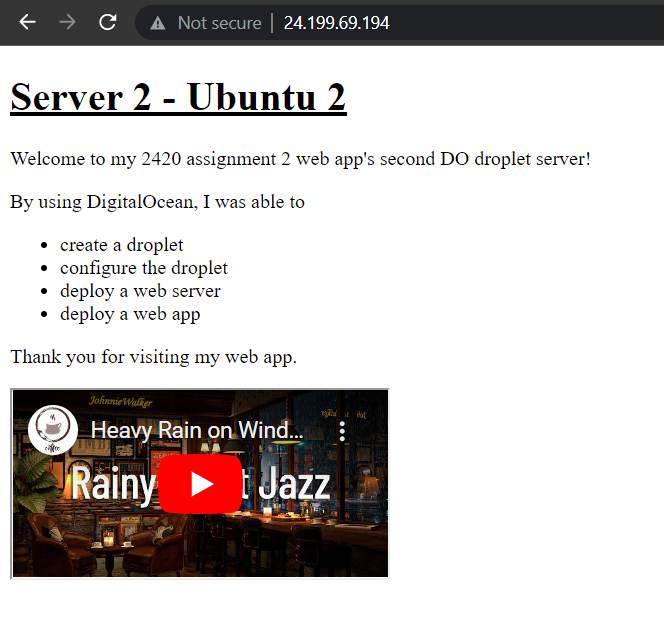 Not secure | 24.199.69.194
Server 2 - Ubuntu 2
Welcome to my 2420 assignment 2 web app's second DO droplet server!
By using DigitalOcean, I was able to
• create a droplet
• configure the droplet
• deploy a web server
• deploy a web app
Thank you for visiting my web app.
JohnnieWalker
Heavy Rain on Wind...
coffee
Rainy t Jazz